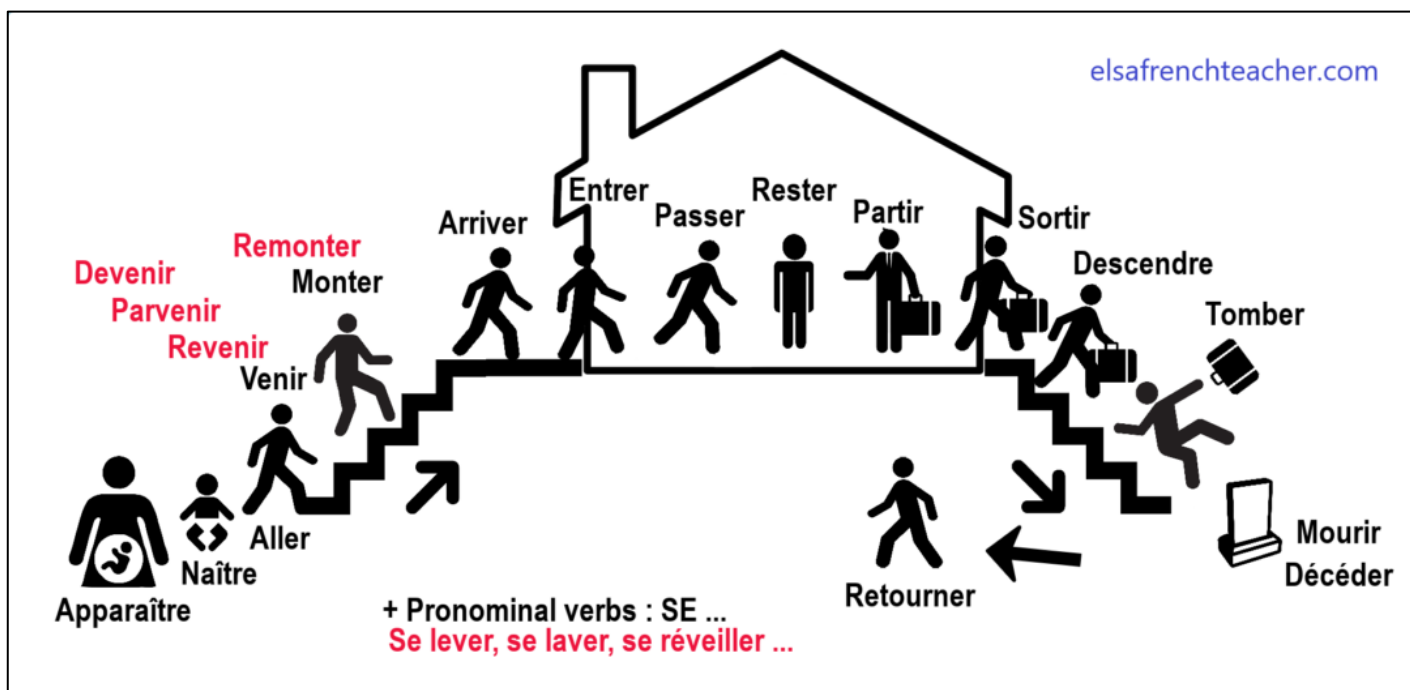 elsafrenchteacher.com
Entrer
Rester
Passer
Partir
Sortir
Arriver
Remonter
Monter
Devenir
Parvenir
Revenir
Venir
Descendre
Tomber
Aller
Naître
Apparaître
Retourner
Mourir
Décéder
+ Pronominal verbs : SE ...
Se lever, se laver, se réveiller ...